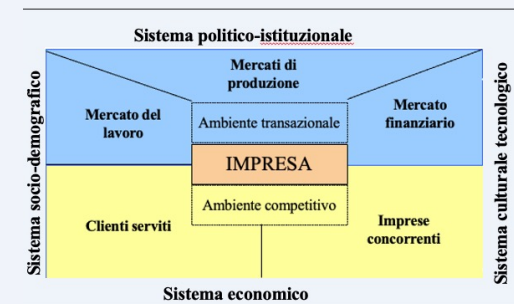 Sistema politico-istituzionale
Mercati di
produzione
Mercato del
lavoro
Ambiente transazionale
Mercato
finanziario
IMPRESA
Ambiente competitivo
Clienti serviti
Imprese
concorrenti
Sistema socio-demografico
Sistema culturale tecnologico
Sistema economico